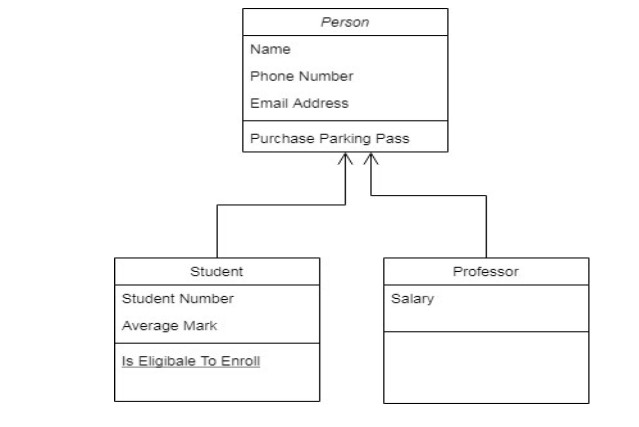 Person
Name
Phone Number
Email Address
Purchase Parking Pass
Student
Student Number
Average Mark
Is Eligibale To Enroll
Professor
Salary